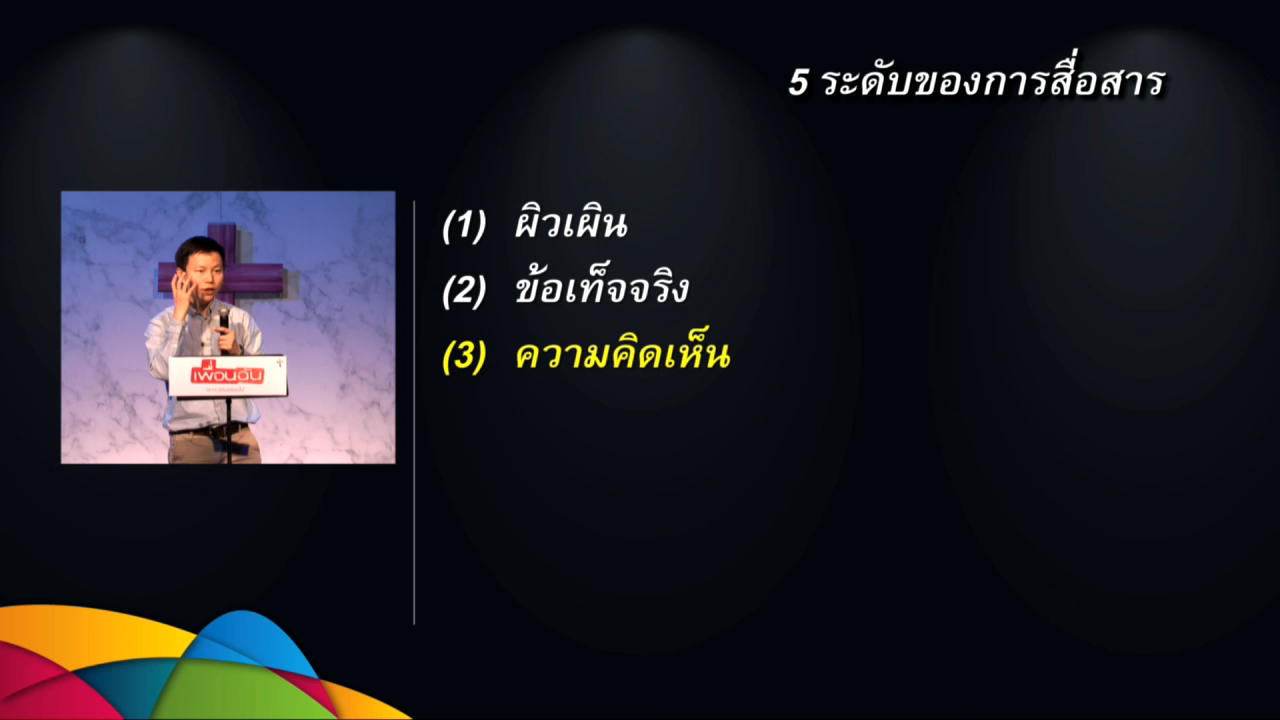 5 ระดับของการสื่อสาร
(1) ผิวเผิน
(2) ข้อเท็จจริง
(3) ความคิดเห็น
เพื่อนฉัน